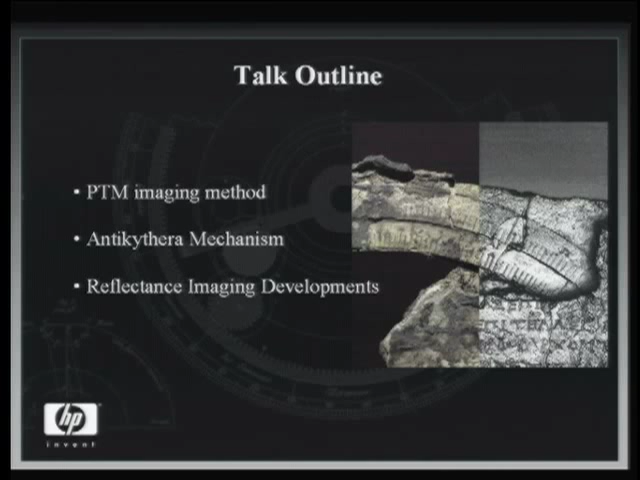 Talk Outline
▪ PTM imaging method
• Antikythera Mechanism
▪ Reflectance Imaging Developments
hp
invent